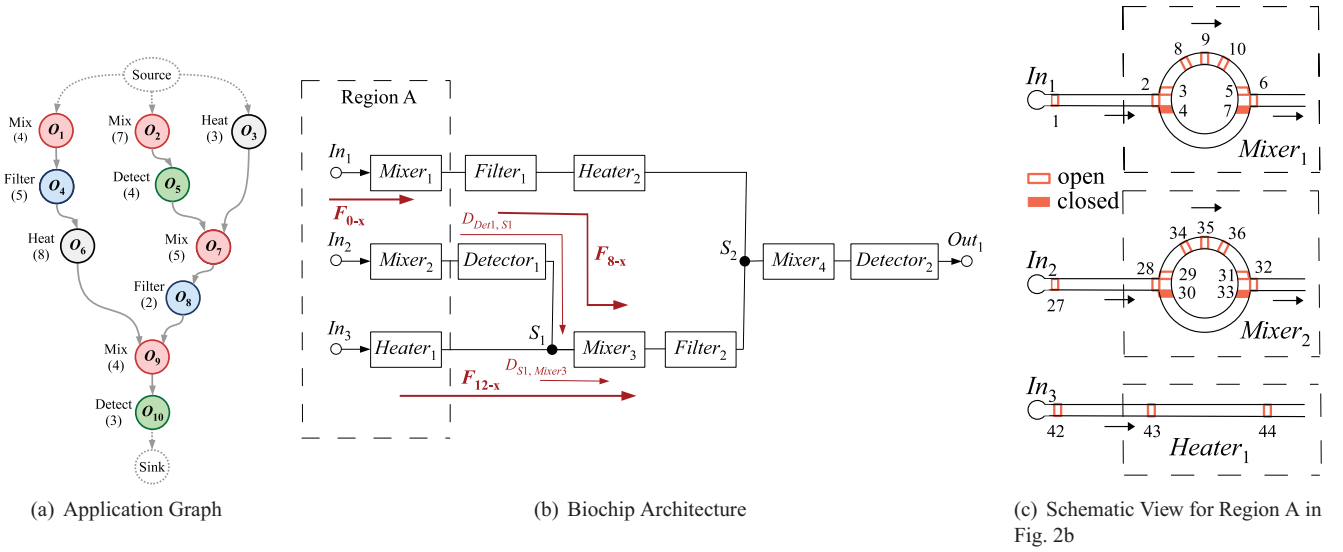 Source
Mix
(4)
O1
Mix
(7)
O2
Heat
(3)
O3
Filter
(5)
O4
Detect
(4)
O5
Heat
(8)
O6
Mix
(5)
O7
Filter
(2)
O8
Mix
(4)
O9
Detect
(3)
O10
Sink
(a) Application Graph
Region A
In1
Mixer1
Filter1
Heater2
F0-x
DDet1, S1
F8-x
In2
Mixer2
Detector1
S2
Mixer4
Detector2
Out1
In3
Heater1
S1
Mixer3
Filter2
DS1, Mixer3
F12-x
(b) Biochip Architecture
In1
1
2
3
4
8
9
10
5
7
6
Mixer1
open
closed
In2
27
28
29
30
34
35
36
31
33
32
Mixer2
In3
42
43
44
Heater1
(c) Schematic View for Region A in
Fig. 2b